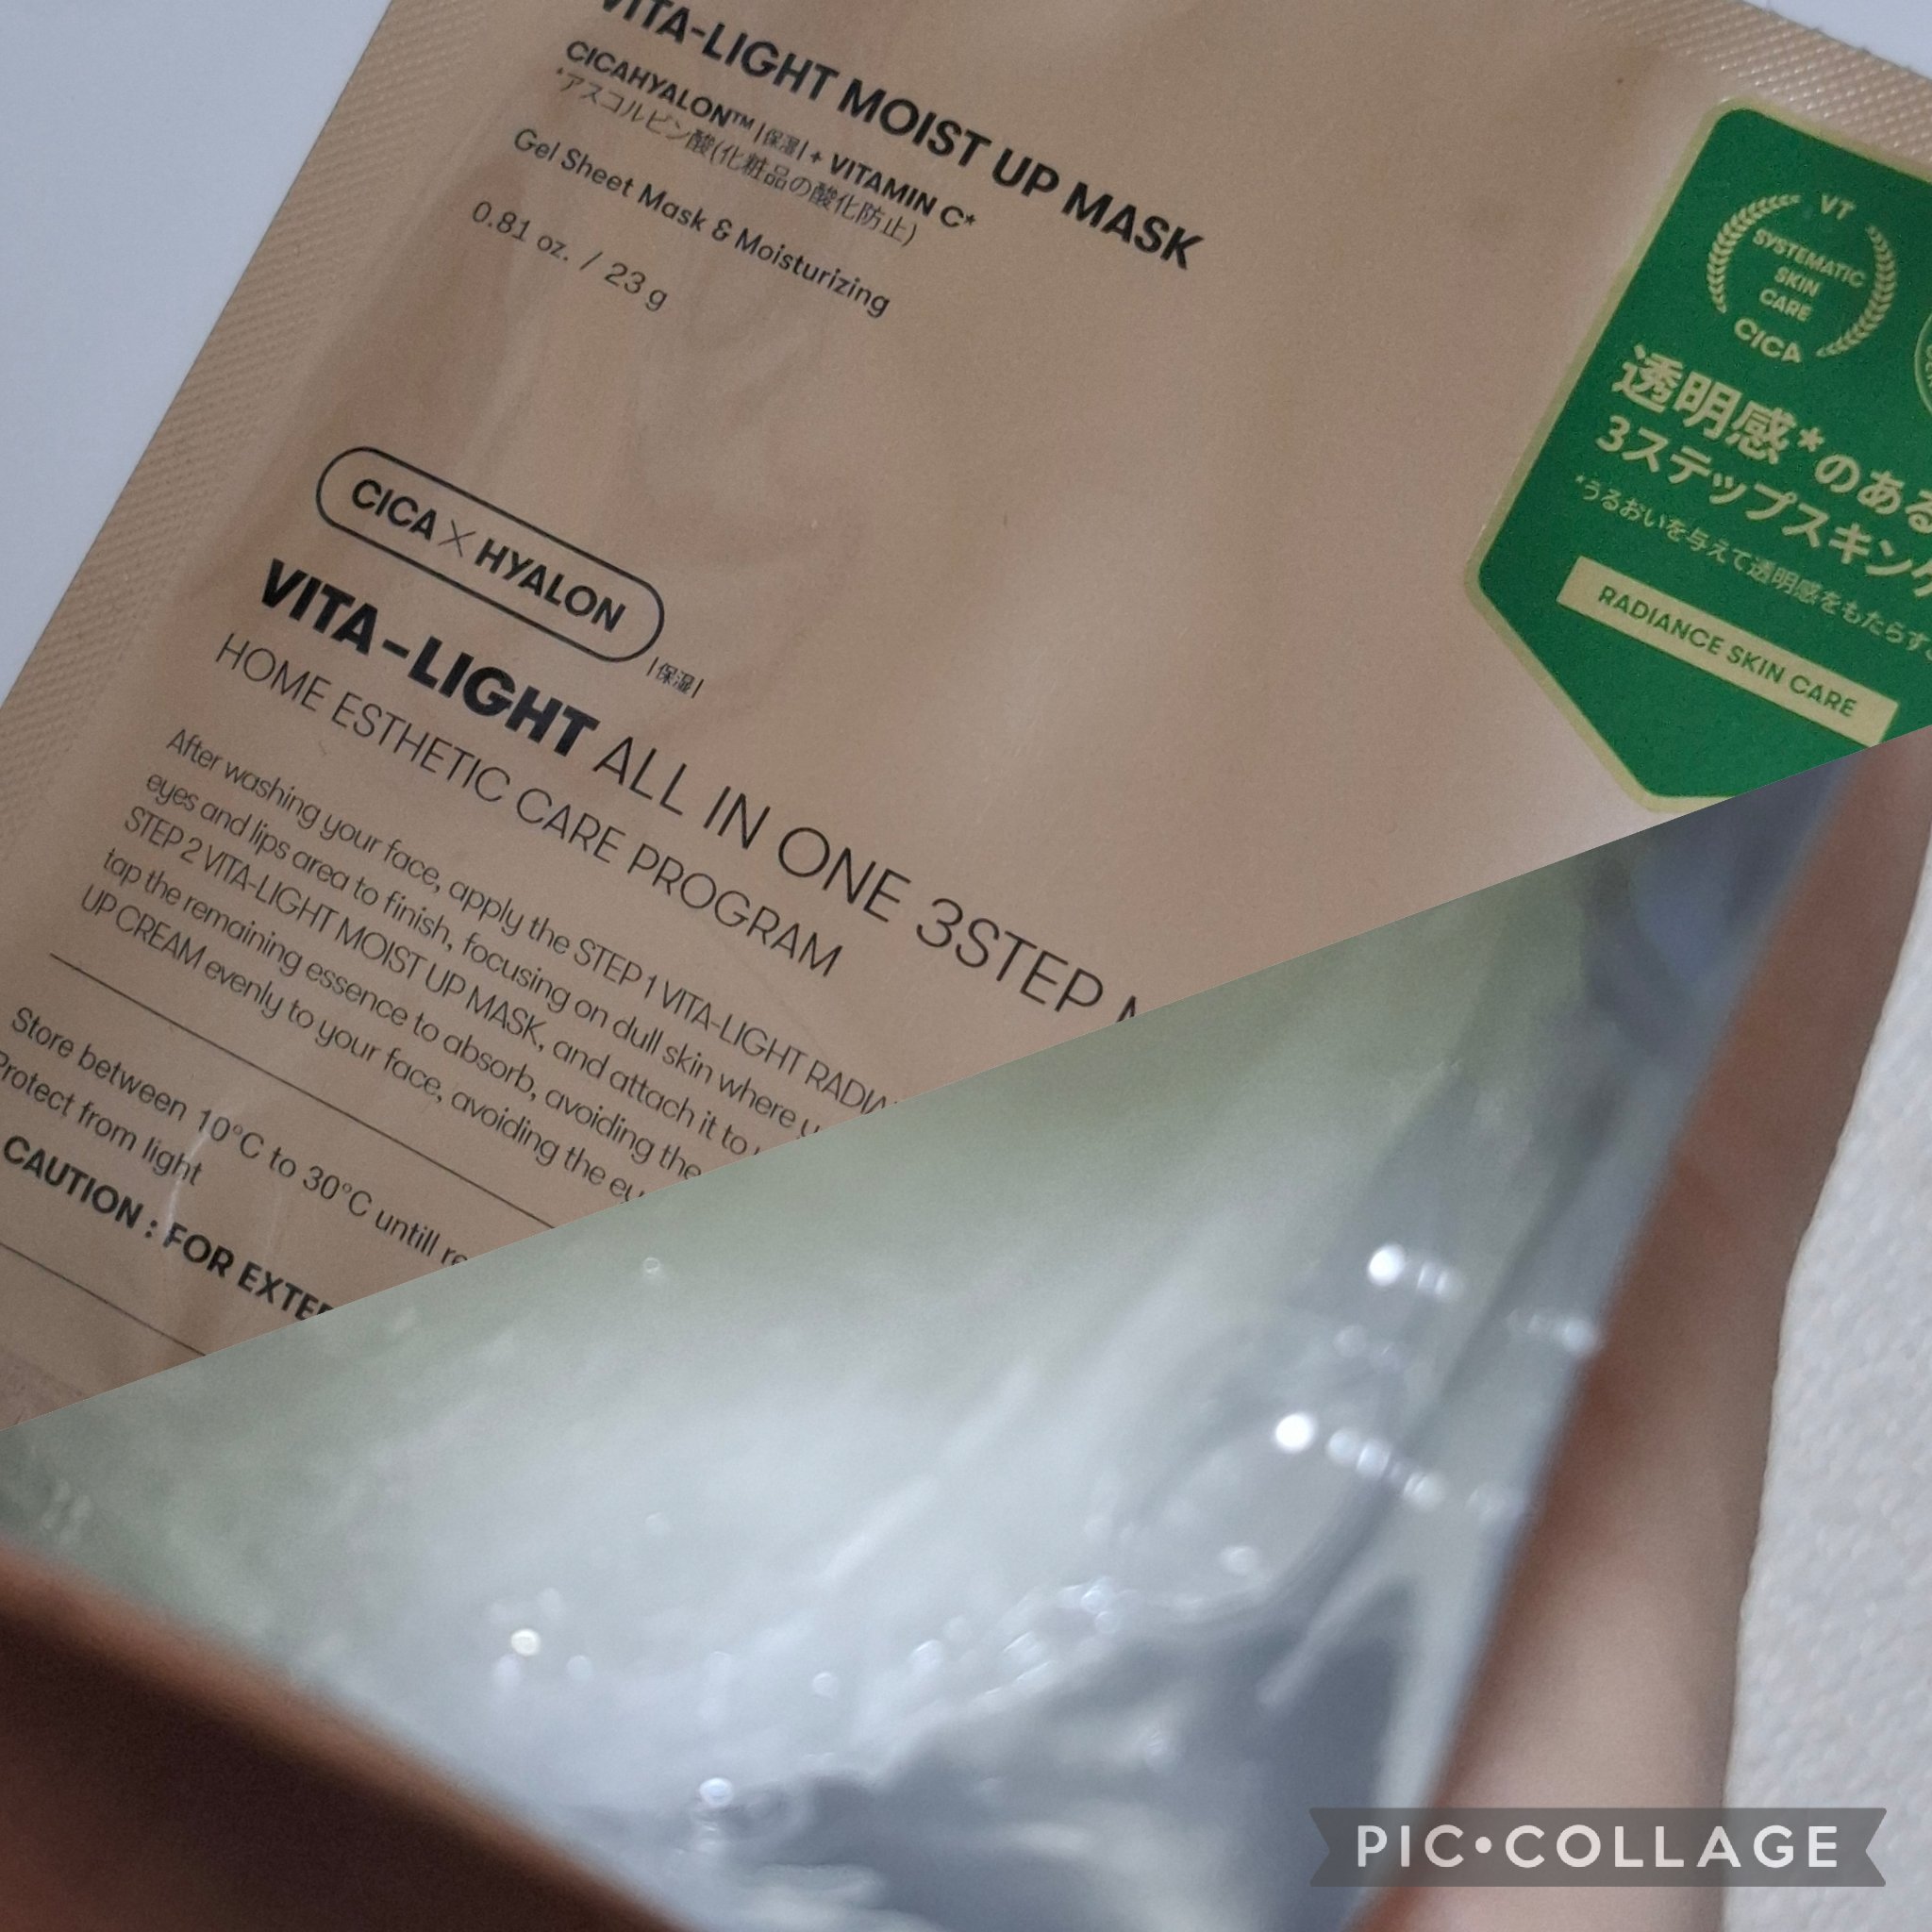 VITA-LIGHT MOIST UP MASK
CICAHYALON™ |保湿| + VITAMIN C*
*アスコルビン酸(化粧品の酸化防止)
Gel Sheet Mask & Moisturizing
0.81 oz. / 23 g
VT
SYSTEMATIC
SKIN
CARE
CICA
透明感*のある
3ステップスキンケ
*うるおいを与えて透明感をもたらす
RADIANCE SKIN CARE
CICA×HYALON
|保湿|
VITA-LIGHT ALL IN ONE 3STEP
HOME ESTHETIC CARE PROGRAM
After washing your face, apply the STEP 1 VITA-LIGHT
eyes and lips area to finish, focusing on dull skin where
STEP 2 VITA-LIGHT MOIST UP MASK, and attach it to
tap the remaining essence to absorb, avoiding the
UP CREAM evenly to your face, avoiding the
Store between 10°C to 30°C untill
Protect from light
CAUTION : FOR
PIC•COLLAGE